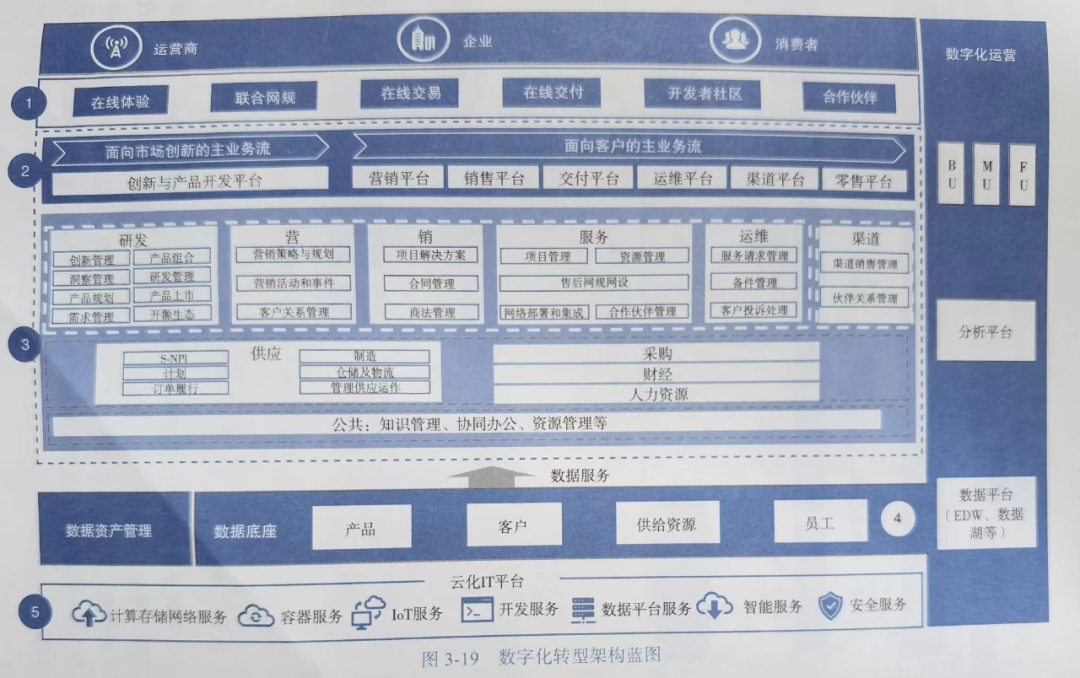 运营商 企业 消费者
数字化运营
1
在线体验 联合网规 在线交易 在线交付 开发者社区 合作伙伴
2
面向市场创新的主业务流 面向客户的主业务流
创新与产品开发平台 营销平台 销售平台 交付平台 运维平台 渠道平台 零售平台
BU MU FU
3
研发
创新管理 产品组合
洞察管理 研发管理
产品规划 产品上市
需求管理 开源生态
营
营销策略与规划
营销活动和事件
客户关系管理
销
项目解决方案
合同管理
商法管理
服务
项目管理 资源管理
售后网规网设
网络部署和集成 合作伙伴管理
运维
服务请求管理
备件管理
客户投诉处理
渠道
渠道销售管理
伙伴关系管理
分析平台
供应
S-NPI 制造
计划 仓储及物流
订单履行 管理供应运作
采购
财经
人力资源
公共:知识管理、协同办公、资源管理等
数据服务
数据资产管理 数据底座 产品 客户 供给资源 员工 4
数据平台
(EDW、数据
湖等)
云化IT平台
5
计算存储网络服务 容器服务 IoT服务 开发服务 数据平台服务 智能服务 安全服务
图 3-19 数字化转型架构蓝图